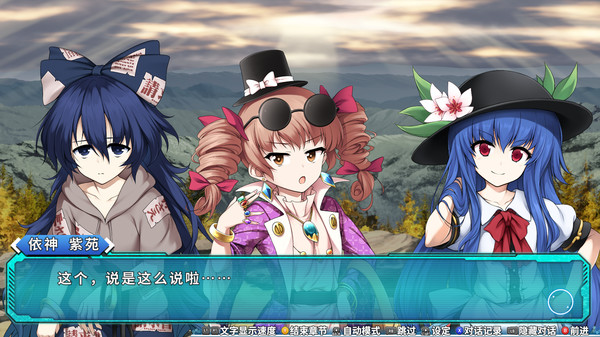 依神 紫苑
这个，说是这么说啦……
文字显示速度 结束章节 自动模式 跳过 设定 对话记录 隐藏对话 前进